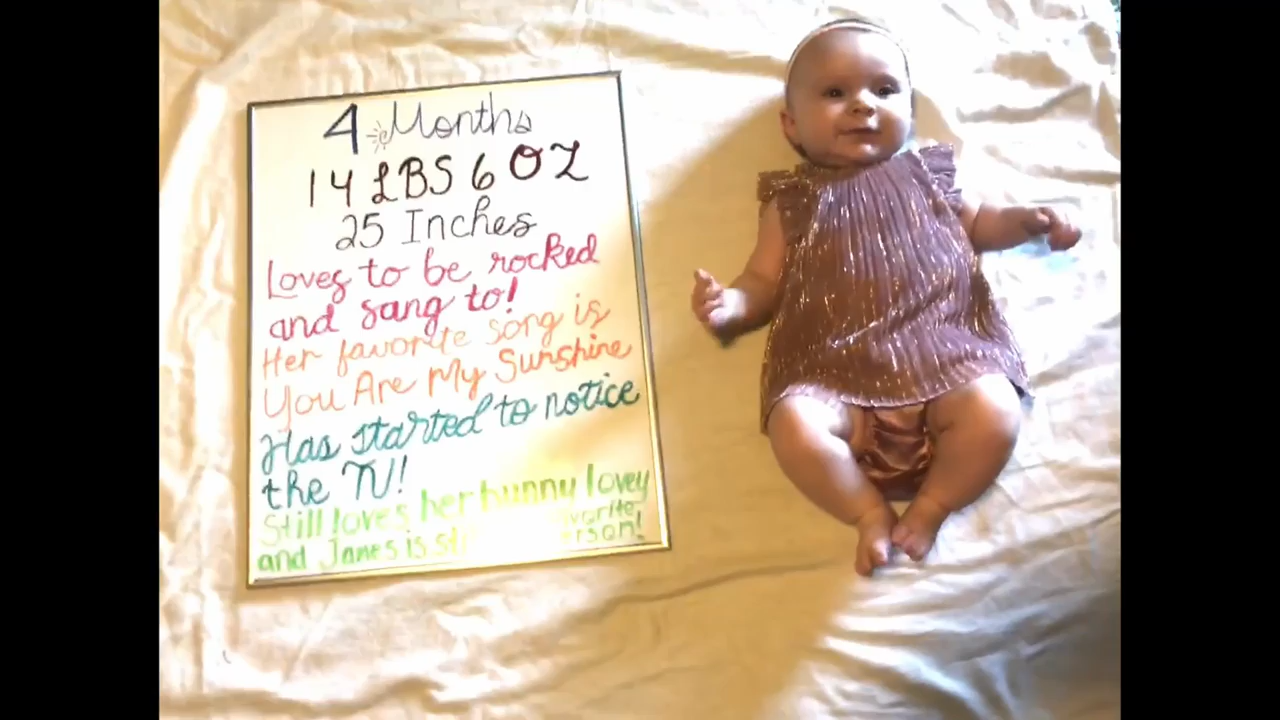 4 Months
14 LBS 6 OZ
25 Inches
Loves to be rocked
and sang to!
Her favorite song is
You Are My Sunshine
Has started to notice
the TV!
Still loves her bunny lovey
and James is